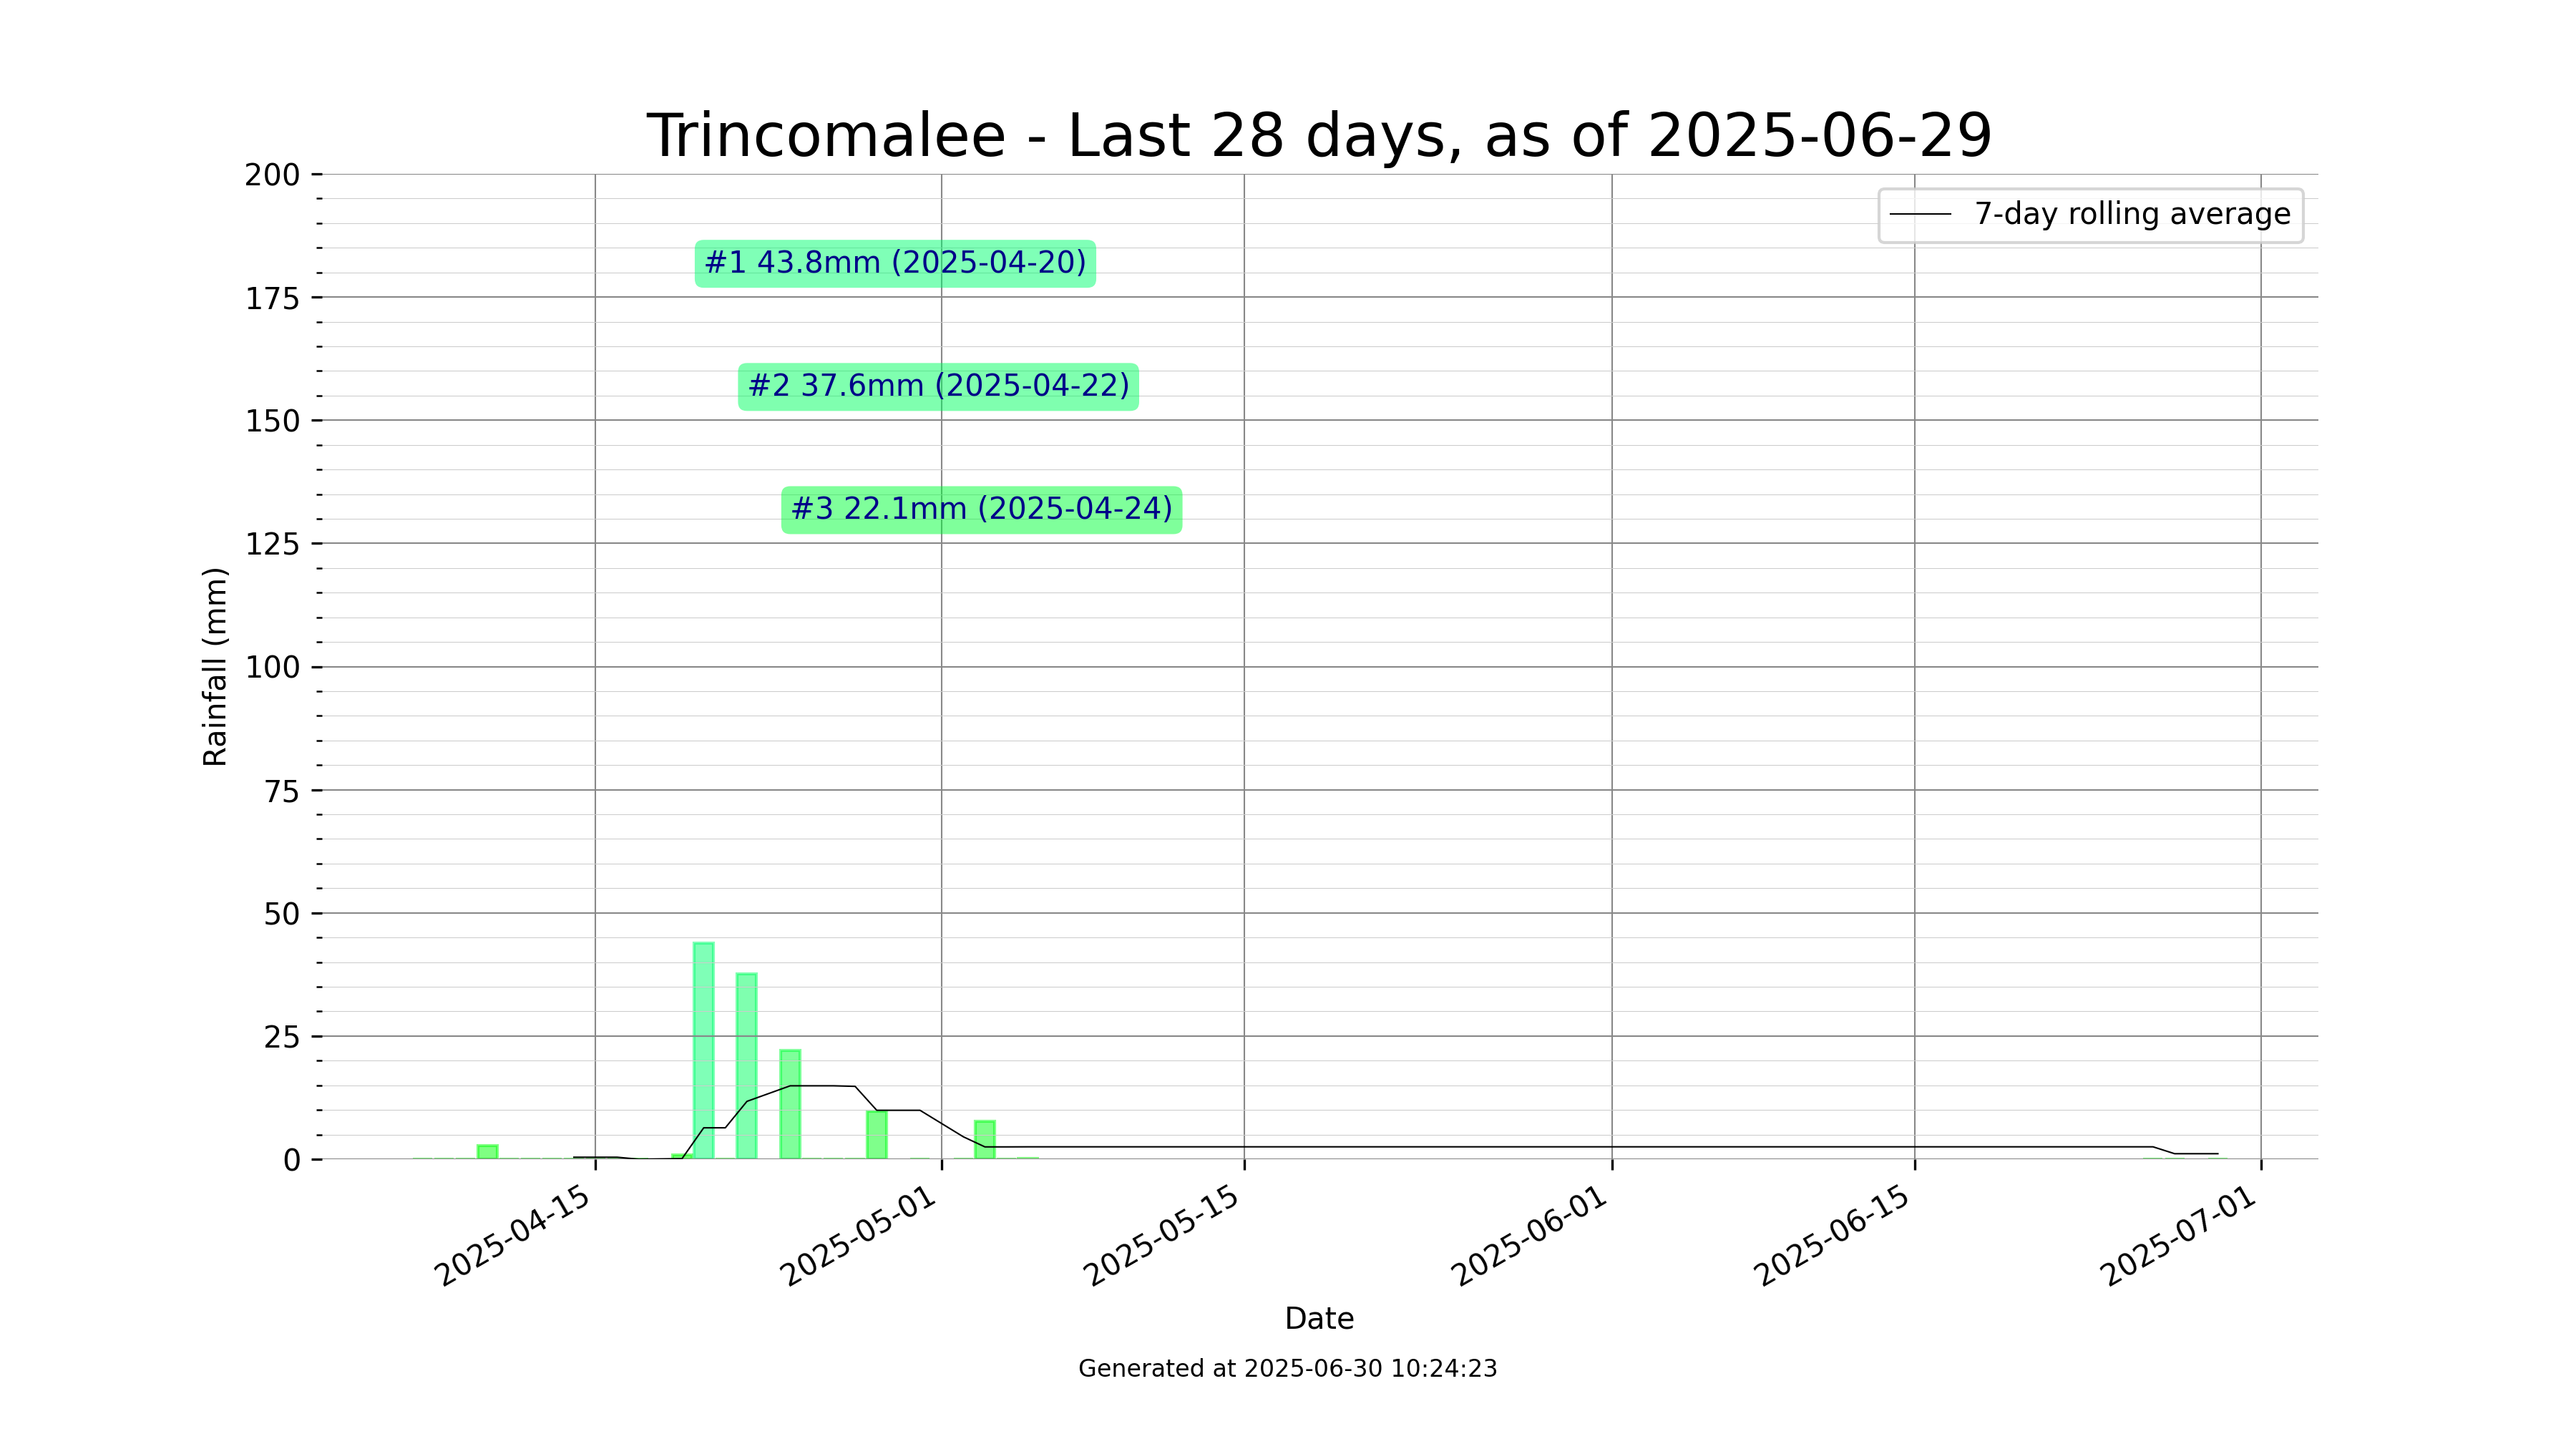 Trincomalee - Last 28 days, as of 2025-06-29
200
175
150
125
100
75
50
25
0
Rainfall (mm)
7-day rolling average
#1 43.8mm (2025-04-20)
#2 37.6mm (2025-04-22)
#3 22.1mm (2025-04-24)
2025-04-15
2025-05-01
2025-05-15
2025-06-01
2025-06-15
2025-07-01
Date
Generated at 2025-06-30 10:24:23